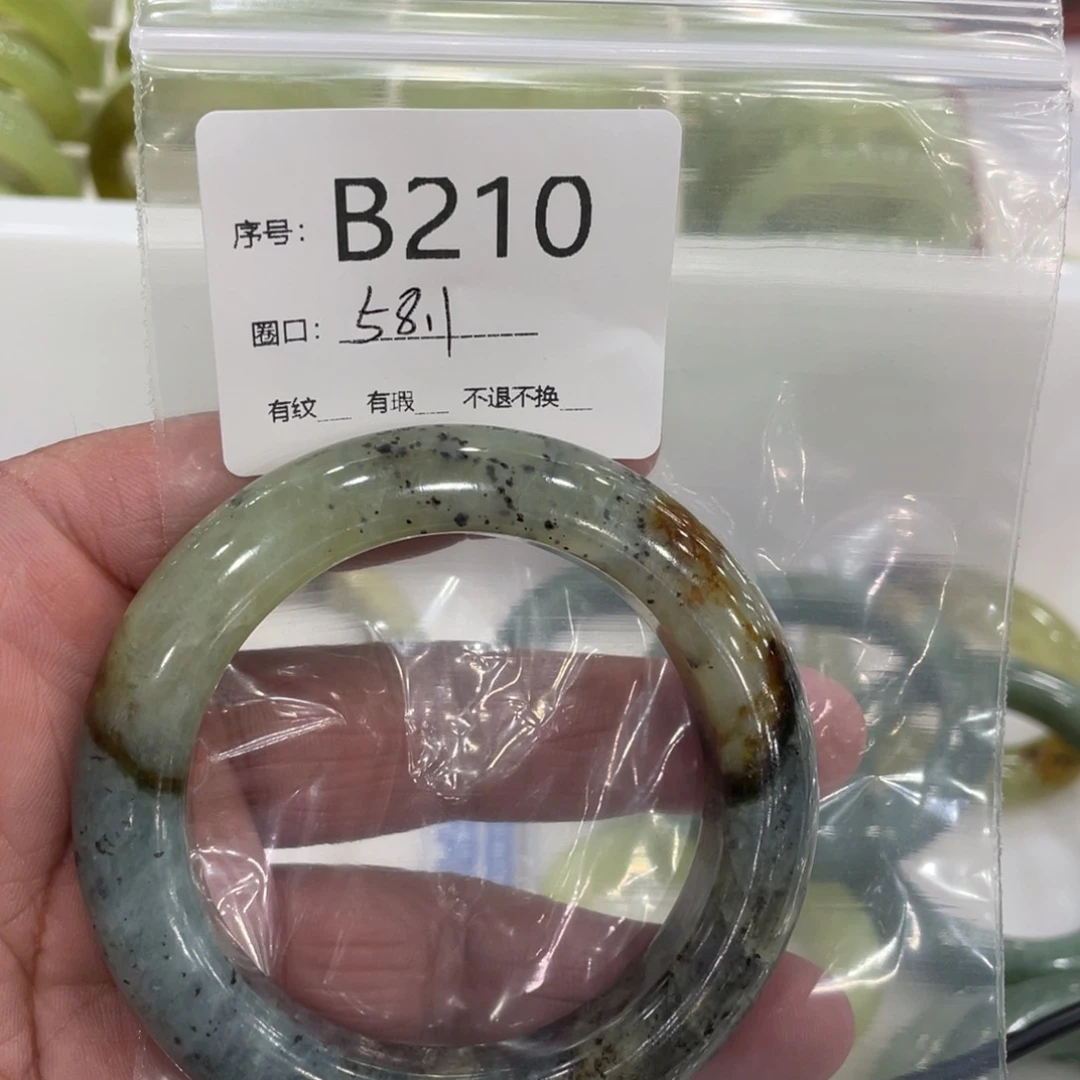 序号: B210
圈口: 58.1
有纹___ 有瑕___ 不退不换___